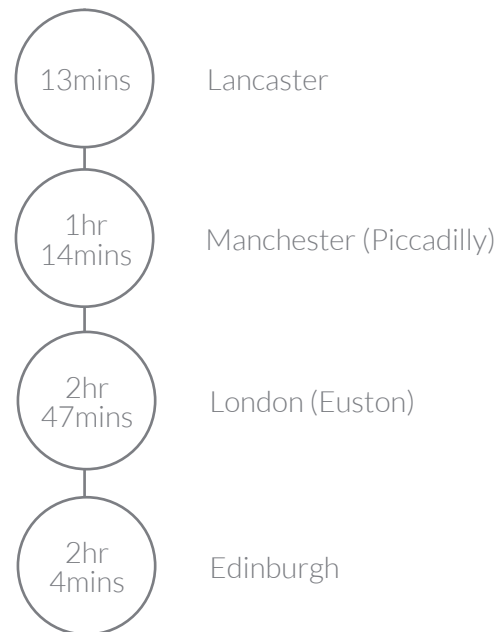 13mins
Lancaster
1hr
14mins
Manchester (Piccadilly)
2hr
47mins
London (Euston)
2hr
4mins
Edinburgh